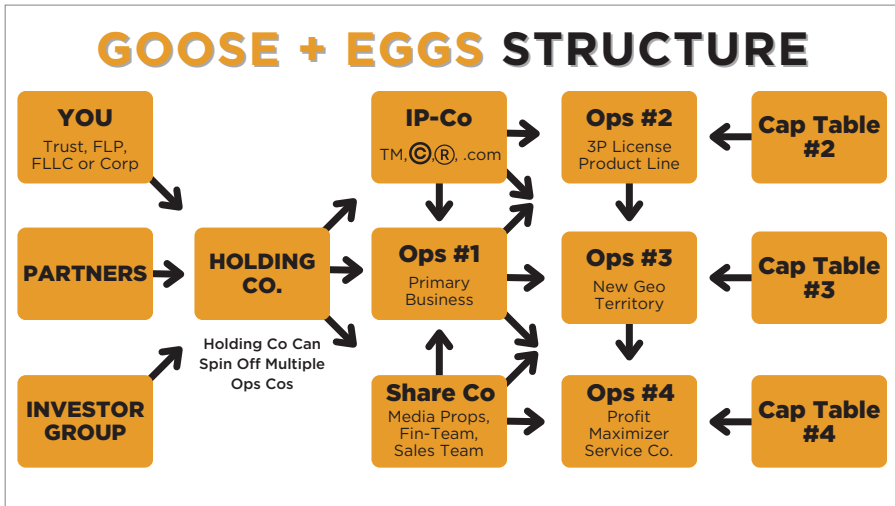 GOOSE + EGGS STRUCTURE
YOU
Trust, FLP,
FLLC or Corp
PARTNERS
INVESTOR
GROUP
HOLDING
CO.
Holding Co Can
Spin Off Multiple
Ops Cos
IP-Co
TM,©,®, .com
Ops #1
Primary
Business
Share Co
Media Props,
Fin-Team,
Sales Team
Ops #2
3P License
Product Line
Ops #3
New Geo
Territory
Ops #4
Profit
Maximizer
Service Co.
Cap Table
#2
Cap Table
#3
Cap Table
#4